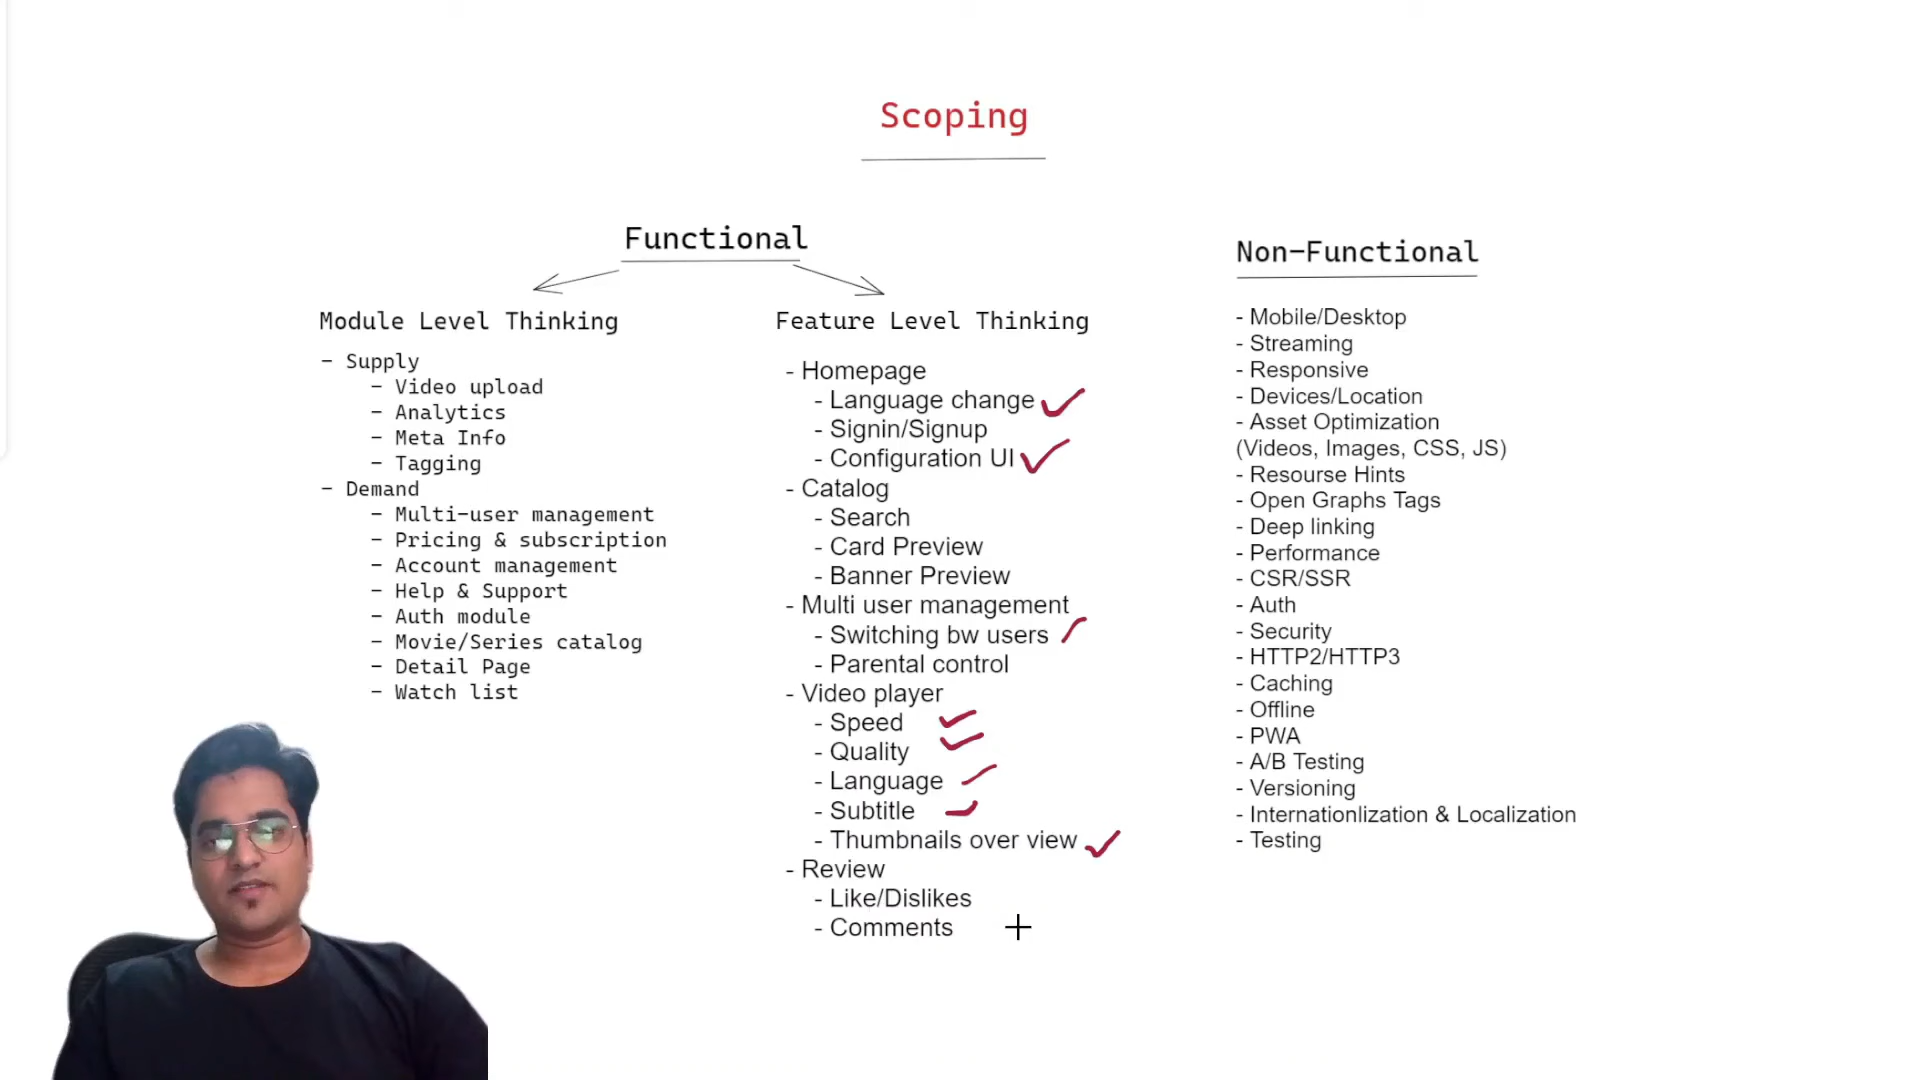 Scoping
Functional
Module Level Thinking
- Supply
- Video upload
- Analytics
- Meta Info
- Tagging
- Demand
- Multi-user management
- Pricing & subscription
- Account management
- Help & Support
- Auth module
- Movie/Series catalog
- Detail Page
- Watch list
Feature Level Thinking
- Homepage
- Language change
- Signin/Signup
- Configuration UI
- Catalog
- Search
- Card Preview
- Banner Preview
- Multi user management
- Switching bw users
- Parental control
- Video player
- Speed
- Quality
- Language
- Subtitle
- Thumbnails over view
- Review
- Like/Dislikes
- Comments
Non-Functional
- Mobile/Desktop
- Streaming
- Responsive
- Devices/Location
- Asset Optimization
(Videos, Images, CSS, JS)
- Resourse Hints
- Open Graphs Tags
- Deep linking
- Performance
- CSR/SSR
- Auth
- Security
- HTTP2/HTTP3
- Caching
- Offline
- PWA
- A/B Testing
- Versioning
- Internationlization & Localization
- Testing